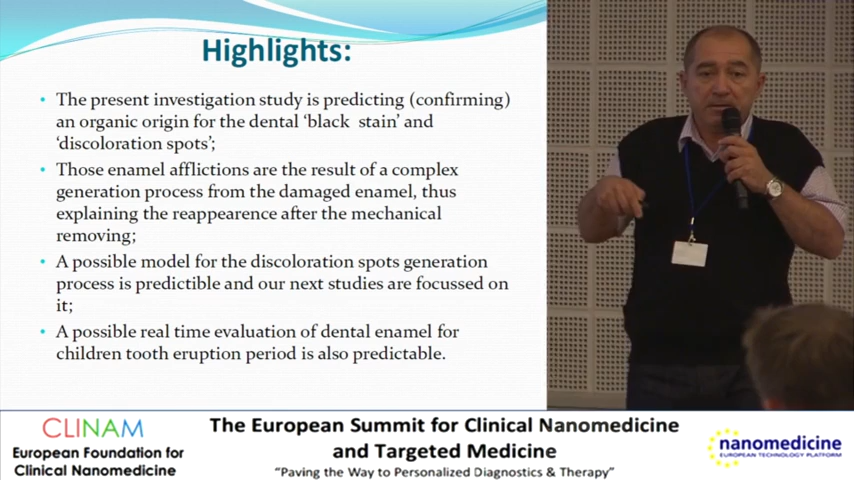 Highlights:
• The present investigation study is predicting (confirming)
an organic origin for the dental 'black stain' and
'discoloration spots';
• Those enamel afflictions are the result of a complex
generation process from the damaged enamel, thus
explaining the reappearence after the mechanical
removing;
• A possible model for the discoloration spots generation
process is predictible and our next studies are focussed on
it;
• A possible real time evaluation of dental enamel for
children tooth eruption period is also predictable.
CLINAM
European Foundation for
Clinical Nanomedicine
The European Summit for Clinical Nanomedicine
and Targeted Medicine
"Paving the Way to Personalized Diagnostics & Therapy"
nanomedicine
EUROPEAN TECHNOLOGY PLATFORM